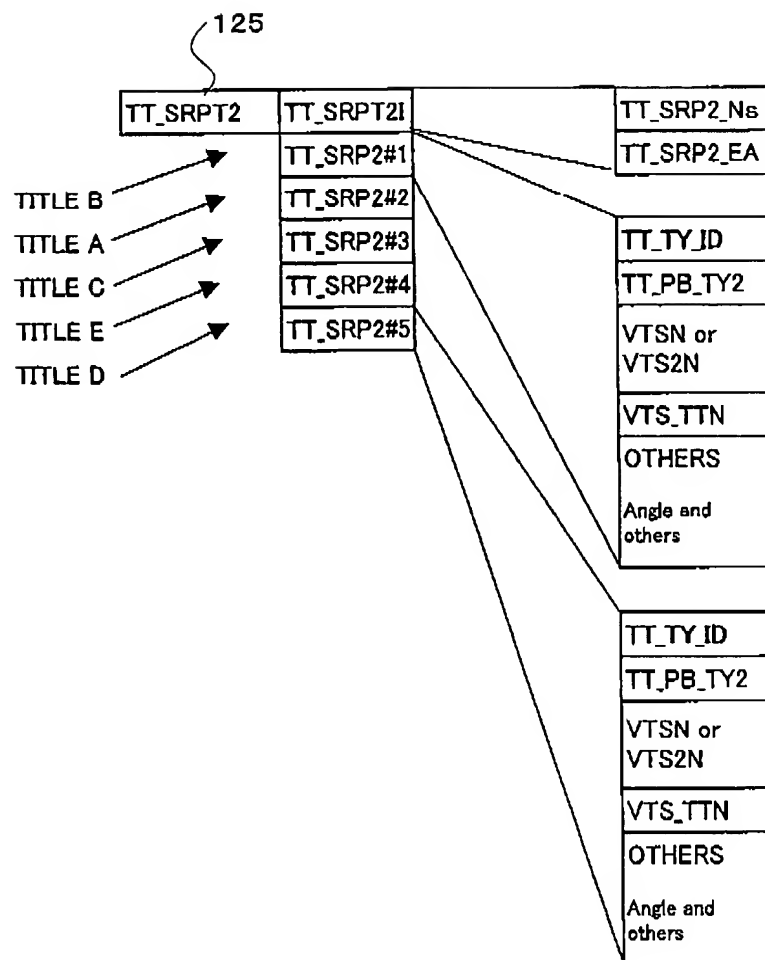 125
TT_SRPT2
TT_SRPT2I
TT_SRP2#1
TT_SRP2#2
TT_SRP2#3
TT_SRP2#4
TT_SRP2#5
TITLE B
TITLE A
TITLE C
TITLE E
TITLE D
TT_SRP2_Ns
TT_SRP2_EA
TT_TY_ID
TT_PB_TY2
VTSN or
VTS2N
VTS_TTN
OTHERS
Angle and
others
TT_TY_ID
TT_PB_TY2
VTSN or
VTS2N
VTS_TTN
OTHERS
Angle and
others